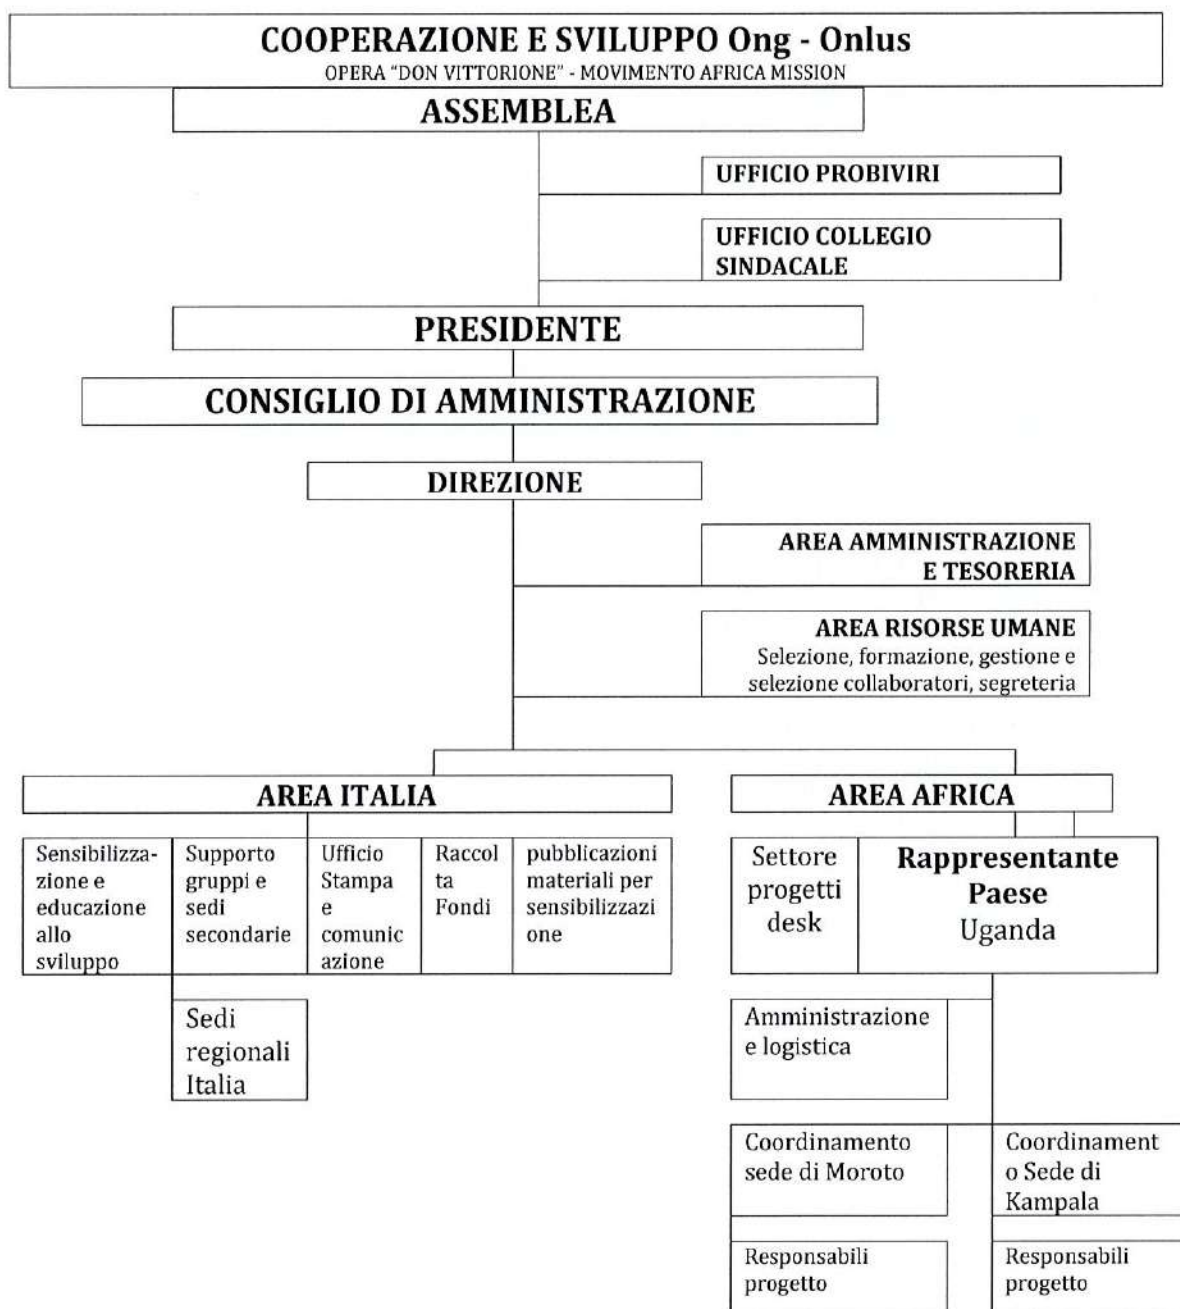 COOPERAZIONE E SVILUPPO Ong - Onlus
OPERA "DON VITTORIONE" - MOVIMENTO AFRICA MISSION
ASSEMBLEA
UFFICIO PROBIVIRI
UFFICIO COLLEGIO
SINDACALE
PRESIDENTE
CONSIGLIO DI AMMINISTRAZIONE
DIREZIONE
AREA AMMINISTRAZIONE
E TESORERIA
AREA RISORSE UMANE
Selezione, formazione, gestione e
selezione collaboratori, segreteria
AREA ITALIA
Sensibilizza-
zione e
educazione
allo
sviluppo
Supporto
gruppi e
sedi
secondarie
Ufficio
Stampa
e
comunic
azione
Raccol
ta
Fondi
pubblicazioni
materiali per
sensibilizzazi
one
Sedi
regionali
Italia
AREA AFRICA
Settore
progetti
desk
Rappresentante
Paese
Uganda
Amministrazione
e logistica
Coordinamento
sede di Moroto
Coordinament
o Sede di
Kampala
Responsabili
progetto
Responsabili
progetto